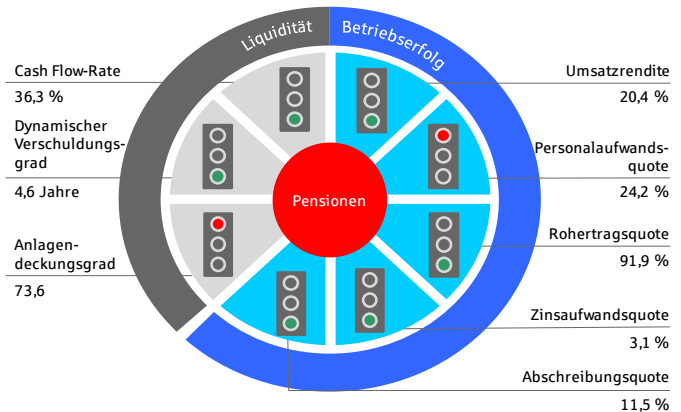 Liquidität
Betriebserfolg
Cash Flow-Rate
36,3 %
Dynamischer
Verschuldungs-
grad
4,6 Jahre
Anlagen-
deckungsgrad
73,6
Pensionen
Umsatzrendite
20,4 %
Personalaufwands-
quote
24,2 %
Rohertragsquote
91,9 %
Zinsaufwandsquote
3,1 %
Abschreibungsquote
11,5 %